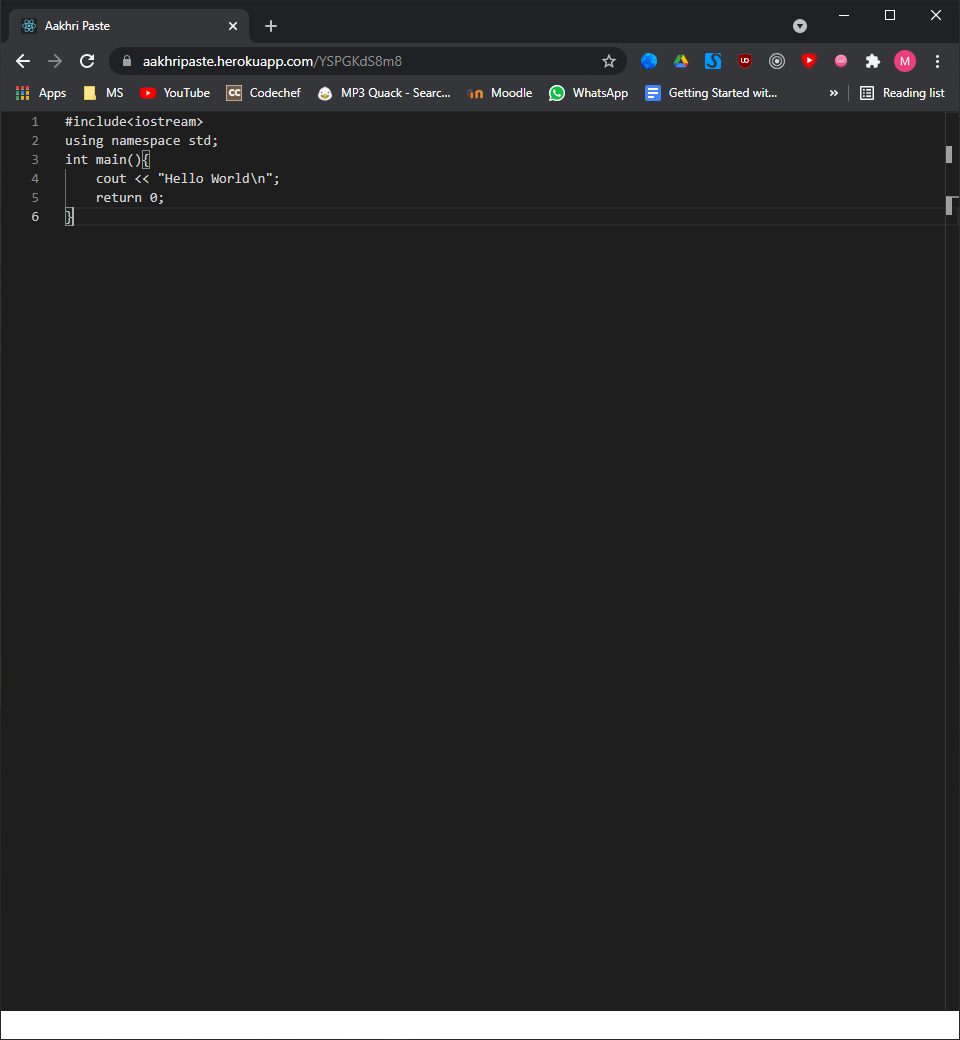 Aakhri Paste
aakhripaste.herokuapp.com/YSPGKdS8m8
UD
M
Apps MS YouTube CC Codechef MP3 Quack - Searc... Moodle WhatsApp Getting Started wit... » Reading list
1 #include<iostream>
2 using namespace std;
3 int main(){
4 cout << "Hello World\n";
5 return 0;
6 }